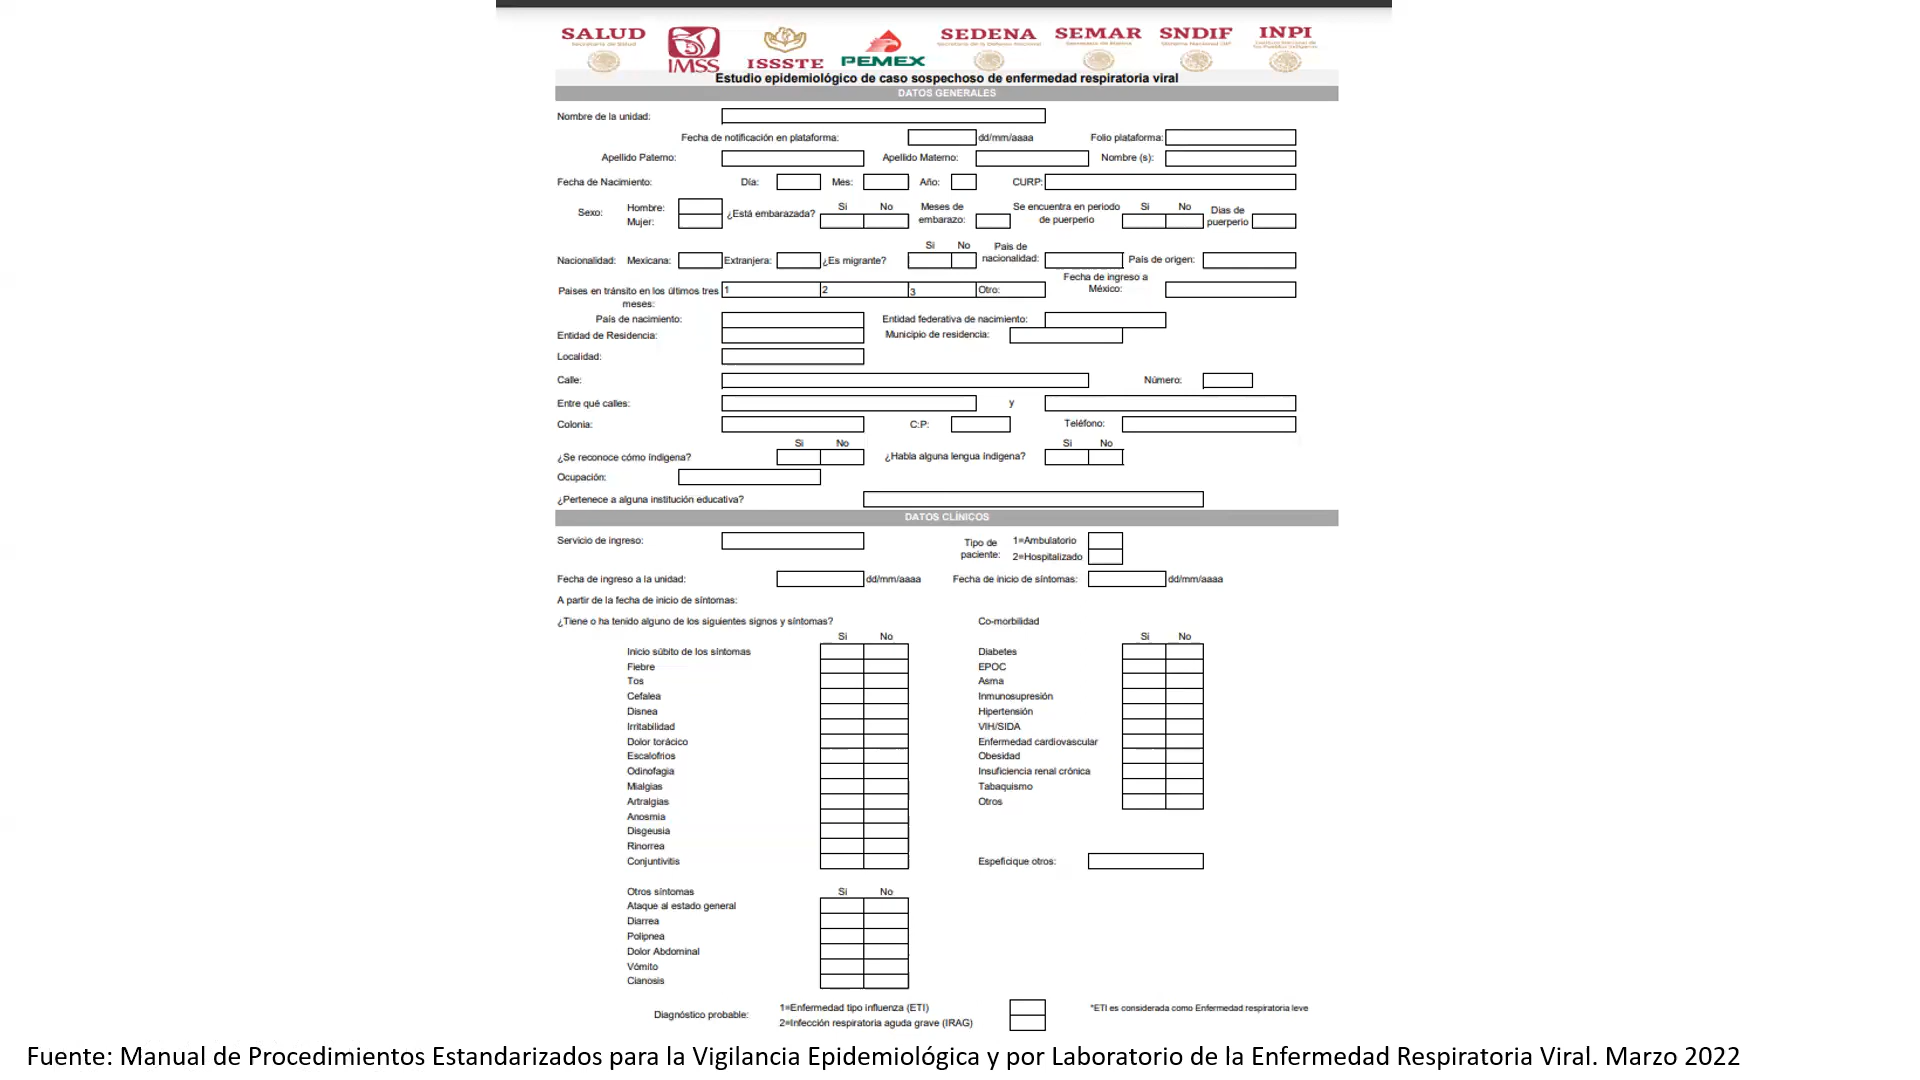 SALUD SEDENA SEMAR SNDIF INPI
Secretaría de Salud
IMSS ISSSTE PEMEX
Estudio epidemiológico de caso sospechoso de enfermedad respiratoria viral
DATOS GENERALES
Nombre de la unidad:
Fecha de notificación en plataforma: dd/mm/aaaa Folio plataforma:
Apellido Paterno: Apellido Materno: Nombre (s):
Fecha de Nacimiento: Día: Mes: Año: CURP:
Sexo: Hombre: ¿Está embarazada? Si No Meses de embarazo: Se encuentra en periodo de puerperio Si No Dias de puerperio
Mujer:
Nacionalidad: Mexicana: Extranjera: ¿Es migrante? Si No Pais de nacionalidad: País de origen:
Paises en tránsito en los últimos tres meses: 1 2 3 Otro: Fecha de ingreso a México:
País de nacimiento: Entidad federativa de nacimiento:
Entidad de Residencia: Municipio de residencia:
Localidad:
Calle: Número:
Entre qué calles: y
Colonia: C:P: Teléfono:
Si No Si No
¿Se reconoce cómo índigena? ¿Habla alguna lengua índigena?
Ocupación:
¿Pertenece a alguna institución educativa?
DATOS CLÍNICOS
Servicio de ingreso: Tipo de paciente: 1=Ambulatorio
2=Hospitalizado
Fecha de ingreso a la unidad: dd/mm/aaaa Fecha de inicio de síntomas: dd/mm/aaaa
A partir de la fecha de inicio de síntomas:
¿Tiene o ha tenido alguno de los siguientes signos y síntomas? Co-morbilidad
Si No Si No
Inicio súbito de los síntomas Diabetes
Fiebre EPOC
Tos Asma
Cefalea Inmunosupresión
Disnea Hipertensión
Irritabilidad VIH/SIDA
Dolor torácico Enfermedad cardiovascular
Escalofrios Obesidad
Odinofagia Insuficiencia renal crónica
Mialgias Tabaquismo
Artralgias Otros
Anosmia
Disgeusia
Rinorrea
Conjuntivitis Espeficique otros:
Otros síntomas Si No
Ataque al estado general
Diarrea
Polipnea
Dolor Abdominal
Vómito
Cianosis
Diagnóstico probable: 1=Enfermedad tipo influenza (ETI) *ETI es considerada como Enfermedad respiratoria leve
2=Infección respiratoria aguda grave (IRAG)
Fuente: Manual de Procedimientos Estandarizados para la Vigilancia Epidemiológica y por Laboratorio de la Enfermedad Respiratoria Viral. Marzo 2022